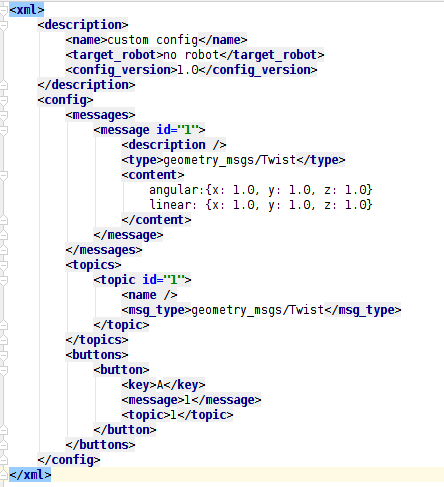 <xml>
<description>
<name>custom config</name>
<target_robot>no robot</target_robot>
<config_version>1.0</config_version>
</description>
<config>
<messages>
<message id="1">
<description />
<type>geometry_msgs/Twist</type>
<content>
angular:{x: 1.0, y: 1.0, z: 1.0}
linear: {x: 1.0, y: 1.0, z: 1.0}
</content>
</message>
</messages>
<topics>
<topic id="1">
<name />
<msg_type>geometry_msgs/Twist</msg_type>
</topic>
</topics>
<buttons>
<button>
<key>A</key>
<message>1</message>
<topic>1</topic>
</button>
</buttons>
</config>
</xml>